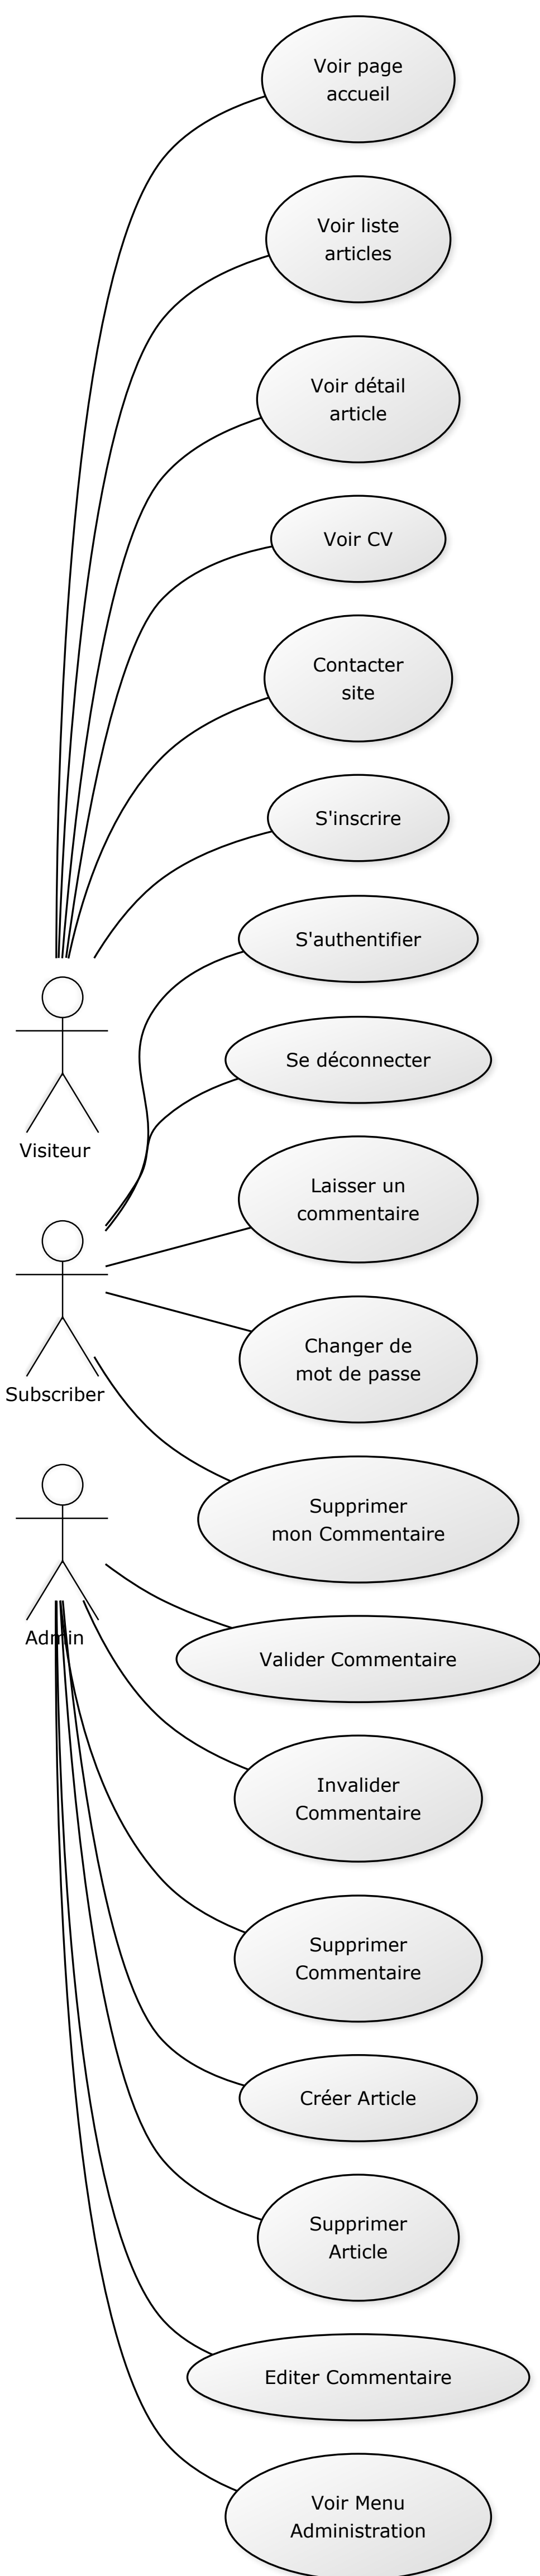 Voir page
accueil
Voir liste
articles
Voir détail
article
Voir CV
Contacter
site
S'inscrire
S'authentifier
Se déconnecter
Visiteur
Laisser un
commentaire
Changer de
mot de passe
Subscriber
Supprimer
mon Commentaire
Admin
Valider Commentaire
Invalider
Commentaire
Supprimer
Commentaire
Créer Article
Supprimer
Article
Editer Commentaire
Voir Menu
Administration